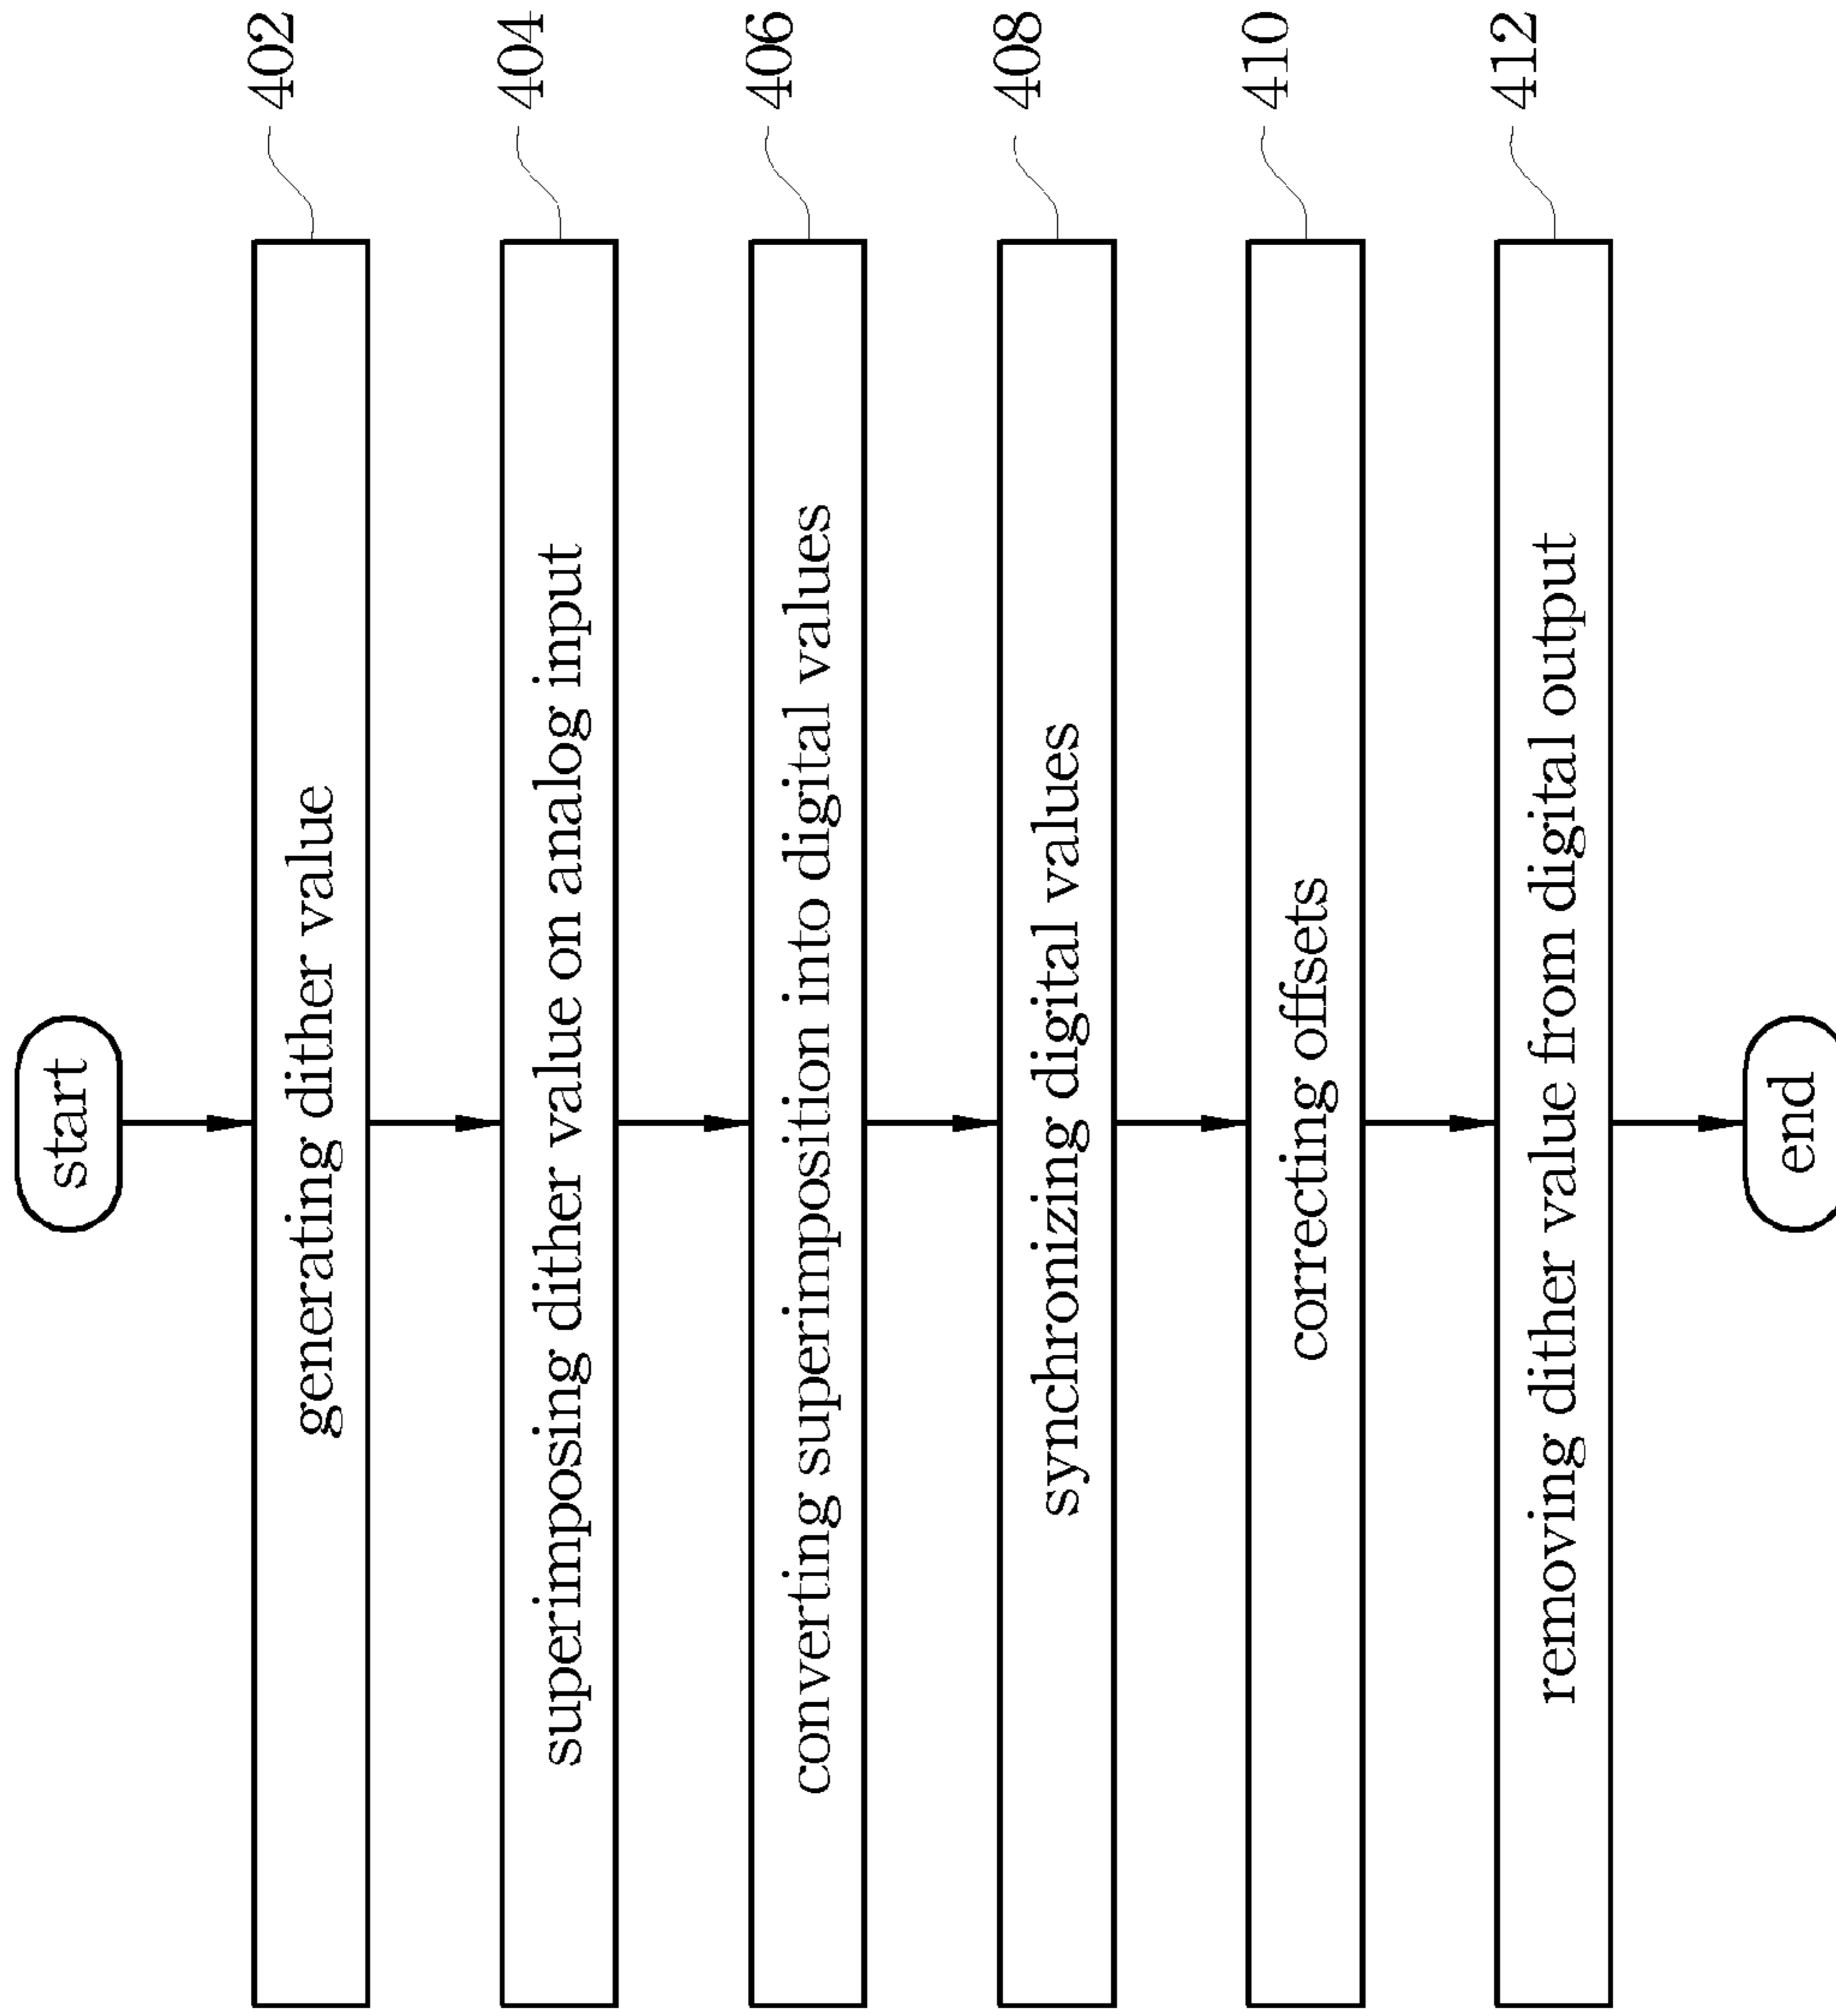 start
generating dither value
402
superimposing dither value on analog input
404
converting superimposition into digital values
406
synchronizing digital values
408
correcting offsets
410
removing dither value from digital output
412
end